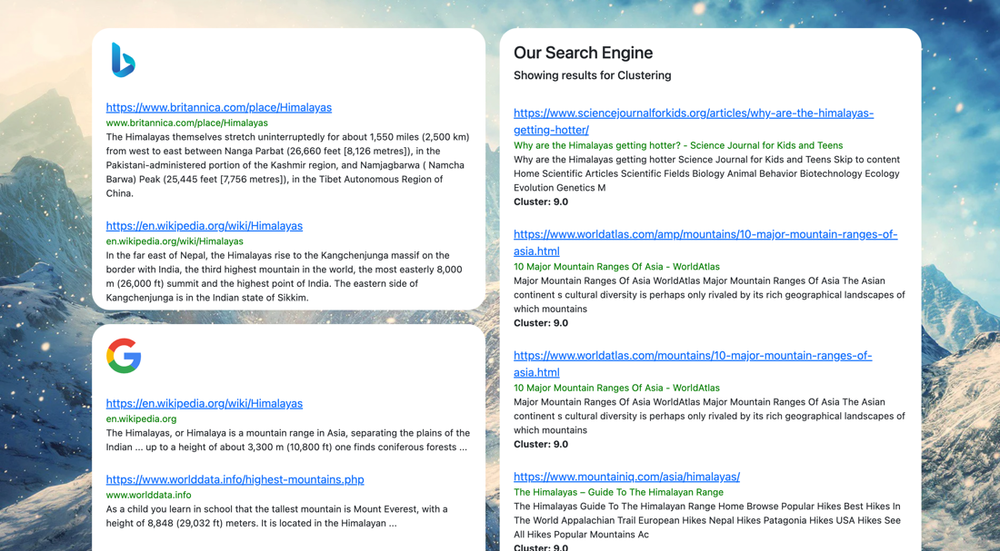 https://www.britannica.com/place/Himalayas
www.britannica.com/place/Himalayas
The Himalayas themselves stretch uninterruptedly for about 1,550 miles (2,500 km)
from west to east between Nanga Parbat (26,660 feet [8,126 metres]), in the
Pakistani-administered portion of the Kashmir region, and Namjagbarwa ( Namcha
Barwa) Peak (25,445 feet [7,756 metres]), in the Tibet Autonomous Region of
China.
https://en.wikipedia.org/wiki/Himalayas
en.wikipedia.org/wiki/Himalayas
In the far east of Nepal, the Himalayas rise to the Kangchenjunga massif on the
border with India, the third highest mountain in the world, the most easterly 8,000
m (26,000 ft) summit and the highest point of India. The eastern side of
Kangchenjunga is in the Indian state of Sikkim.
G
https://en.wikipedia.org/wiki/Himalayas
en.wikipedia.org
The Himalayas, or Himalaya is a mountain range in Asia, separating the plains of the
Indian ... up to a height of about 3,300 m (10,800 ft) one finds coniferous forests ...
https://www.worlddata.info/highest-mountains.php
www.worlddata.info
As a child you learn in school that the tallest mountain is Mount Everest, with a
height of 8,848 (29,032 ft) meters. It is located in the Himalayan ...
Our Search Engine
Showing results for Clustering
https://www.sciencejournalforkids.org/articles/why-are-the-himalayas-
getting-hotter/
Why are the Himalayas getting hotter? - Science Journal for Kids and Teens
Why are the Himalayas getting hotter Science Journal for Kids and Teens Skip to content
Home Scientific Articles Scientific Fields Biology Animal Behavior Biotechnology Ecology
Evolution Genetics M
Cluster: 9.0
https://www.worldatlas.com/amp/mountains/10-major-mountain-ranges-of-
asia.html
10 Major Mountain Ranges Of Asia - WorldAtlas
Major Mountain Ranges Of Asia WorldAtlas Major Mountain Ranges Of Asia The Asian
continent s cultural diversity is perhaps only rivaled by its rich geographical landscapes of
which mountains
Cluster: 9.0
https://www.worldatlas.com/mountains/10-major-mountain-ranges-of-
asia.html
10 Major Mountain Ranges Of Asia - WorldAtlas
Major Mountain Ranges Of Asia WorldAtlas Major Mountain Ranges Of Asia The Asian
continent s cultural diversity is perhaps only rivaled by its rich geographical landscapes of
which mountains
Cluster: 9.0
https://www.mountainiq.com/asia/himalayas/
The Himalayas – Guide To The Himalayan Range
The Himalayas Guide To The Himalayan Range Home Browse Popular Hikes Best Hikes In
The World Appalachian Trail European Hikes Nepal Hikes Patagonia Hikes USA Hikes See
All Hikes Popular Mountains Ac
Cluster: 9.0